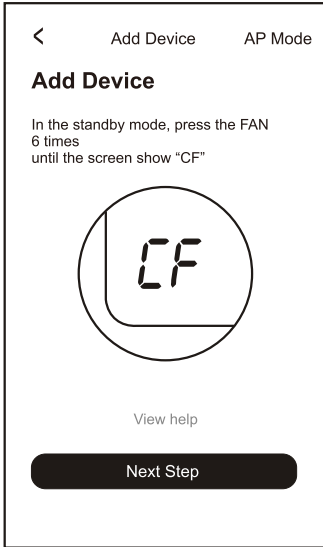 Add Device AP Mode
Add Device
In the standby mode, press the FAN
6 times
until the screen show “CF”
CF
View help
Next Step